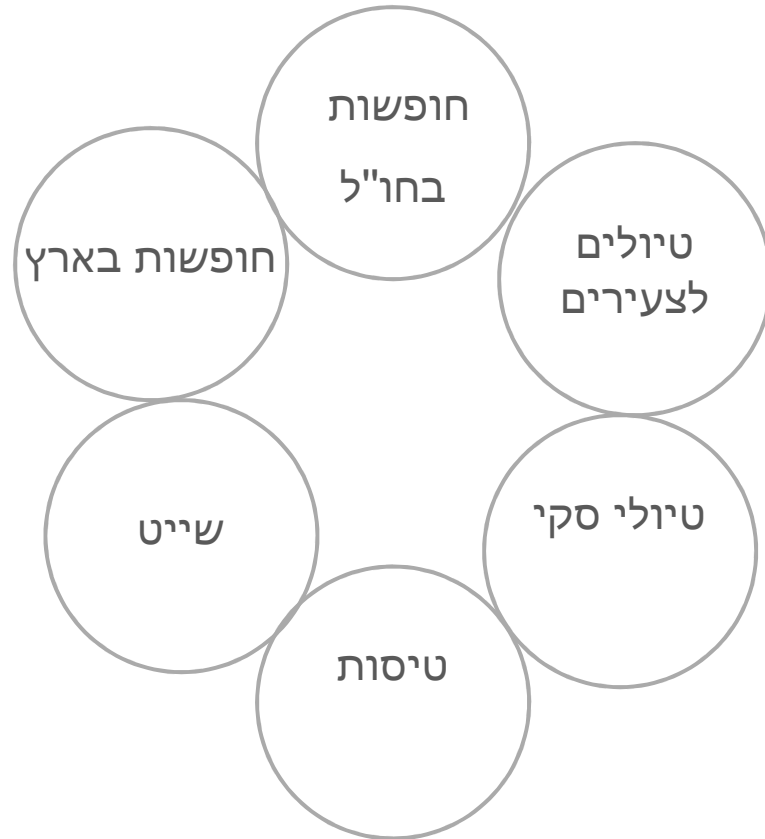 חופשות
בחו"ל
טיולים
לצעירים
חופשות בארץ
טיולי סקי
שייט
טיסות